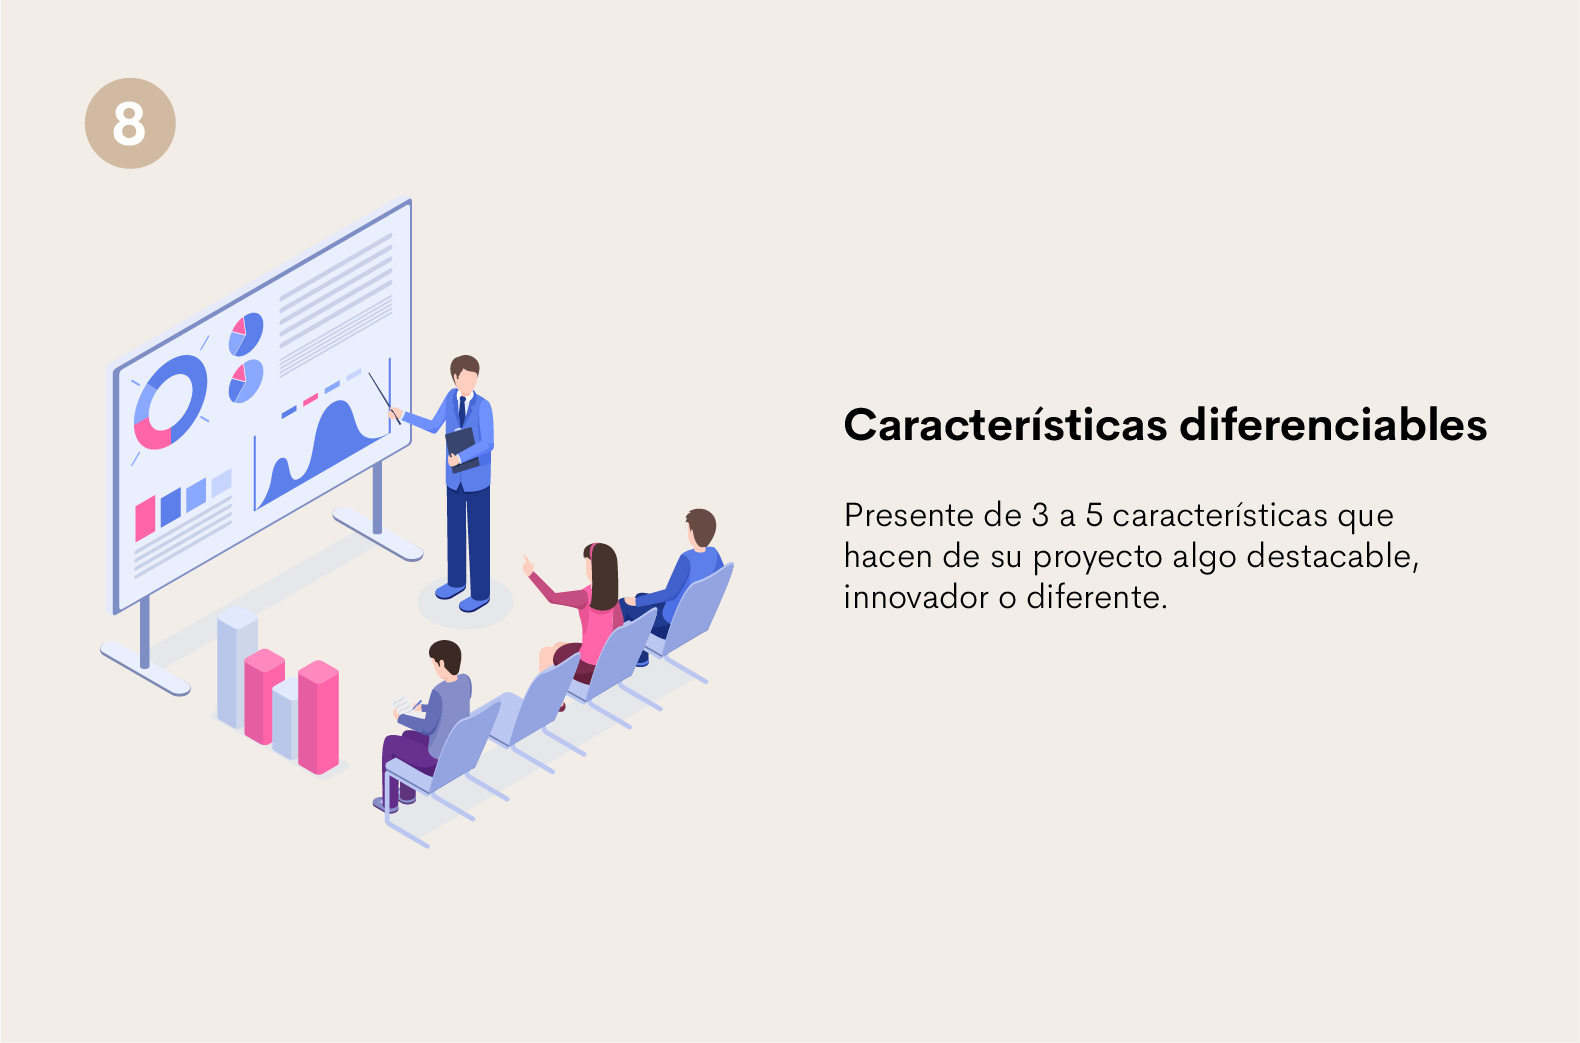 8
Características diferenciables
Presente de 3 a 5 características que
hacen de su proyecto algo destacable,
innovador o diferente.